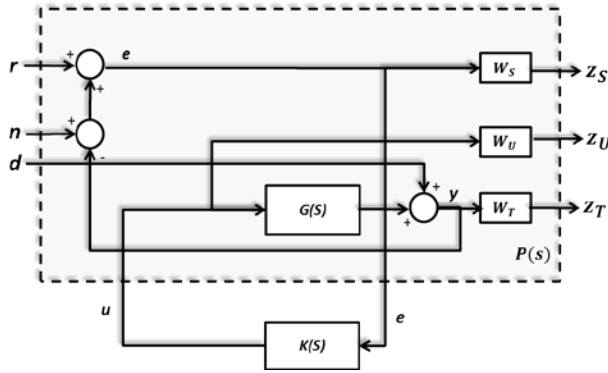 e
r + W_S z_S
+
n + W_U z_U
-
d
+
y
G(S) + W_T z_T
P(s)
u e
K(S)